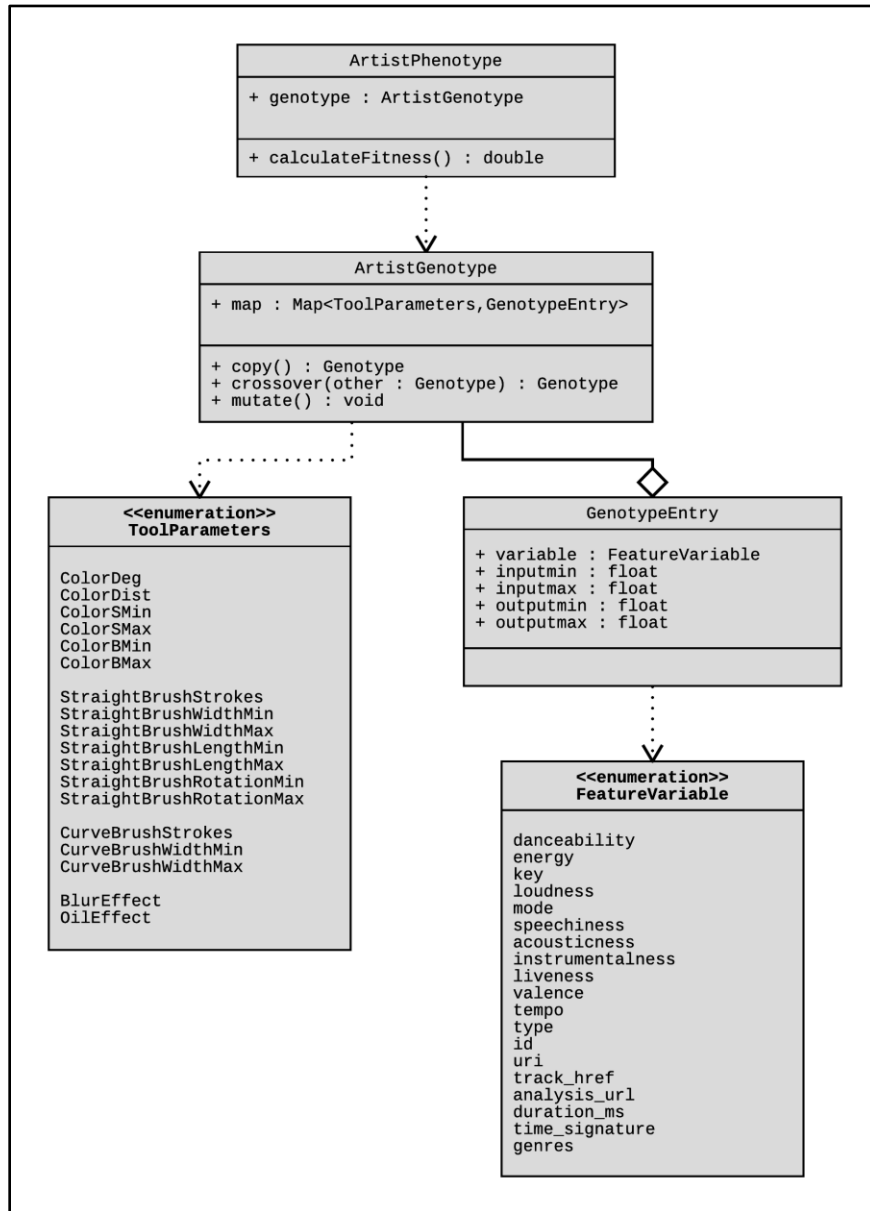 ArtistPhenotype
+ genotype : ArtistGenotype
+ calculateFitness() : double
ArtistGenotype
+ map : Map<ToolParameters,GenotypeEntry>
+ copy() : Genotype
+ crossover(other : Genotype) : Genotype
+ mutate() : void
<<enumeration>>
ToolParameters
ColorDeg
ColorDist
ColorSMin
ColorSMax
ColorBMin
ColorBMax
StraightBrushStrokes
StraightBrushWidthMin
StraightBrushWidthMax
StraightBrushLengthMin
StraightBrushLengthMax
StraightBrushRotationMin
StraightBrushRotationMax
CurveBrushStrokes
CurveBrushWidthMin
CurveBrushWidthMax
BlurEffect
OilEffect
GenotypeEntry
+ variable : FeatureVariable
+ inputmin : float
+ inputmax : float
+ outputmin : float
+ outputmax : float
<<enumeration>>
FeatureVariable
danceability
energy
key
loudness
mode
speechiness
acousticness
instrumentalness
liveness
valence
tempo
type
id
uri
track_href
analysis_url
duration_ms
time_signature
genres